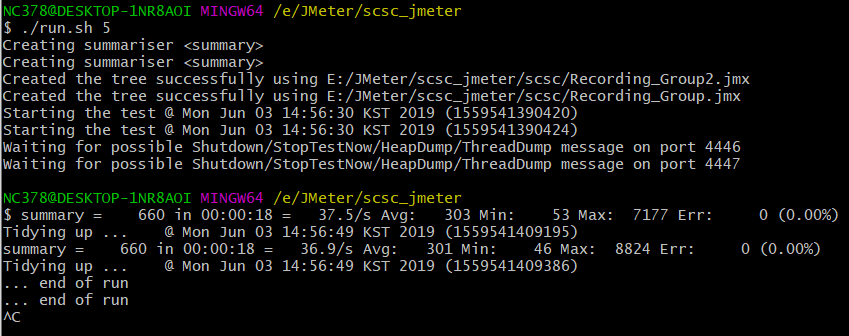 NC378@DESKTOP-1NR8AOI MINGW64 /e/JMeter/scsc_jmeter
$ ./run.sh 5
Creating summariser <summary>
Creating summariser <summary>
Created the tree successfully using E:/JMeter/scsc_jmeter/scsc/Recording_Group2.jmx
Created the tree successfully using E:/JMeter/scsc_jmeter/scsc/Recording_Group.jmx
Starting the test @ Mon Jun 03 14:56:30 KST 2019 (1559541390420)
Starting the test @ Mon Jun 03 14:56:30 KST 2019 (1559541390424)
Waiting for possible Shutdown/StopTestNow/HeapDump/ThreadDump message on port 4446
Waiting for possible Shutdown/StopTestNow/HeapDump/ThreadDump message on port 4447
NC378@DESKTOP-1NR8AOI MINGW64 /e/JMeter/scsc_jmeter
$ summary =    660 in 00:00:18 =   37.5/s Avg:   303 Min:    53 Max:  7177 Err:     0 (0.00%)
Tidying up ...    @ Mon Jun 03 14:56:49 KST 2019 (1559541409195)
summary =    660 in 00:00:18 =   36.9/s Avg:   301 Min:    46 Max:  8824 Err:     0 (0.00%)
Tidying up ...    @ Mon Jun 03 14:56:49 KST 2019 (1559541409386)
... end of run
... end of run
^C